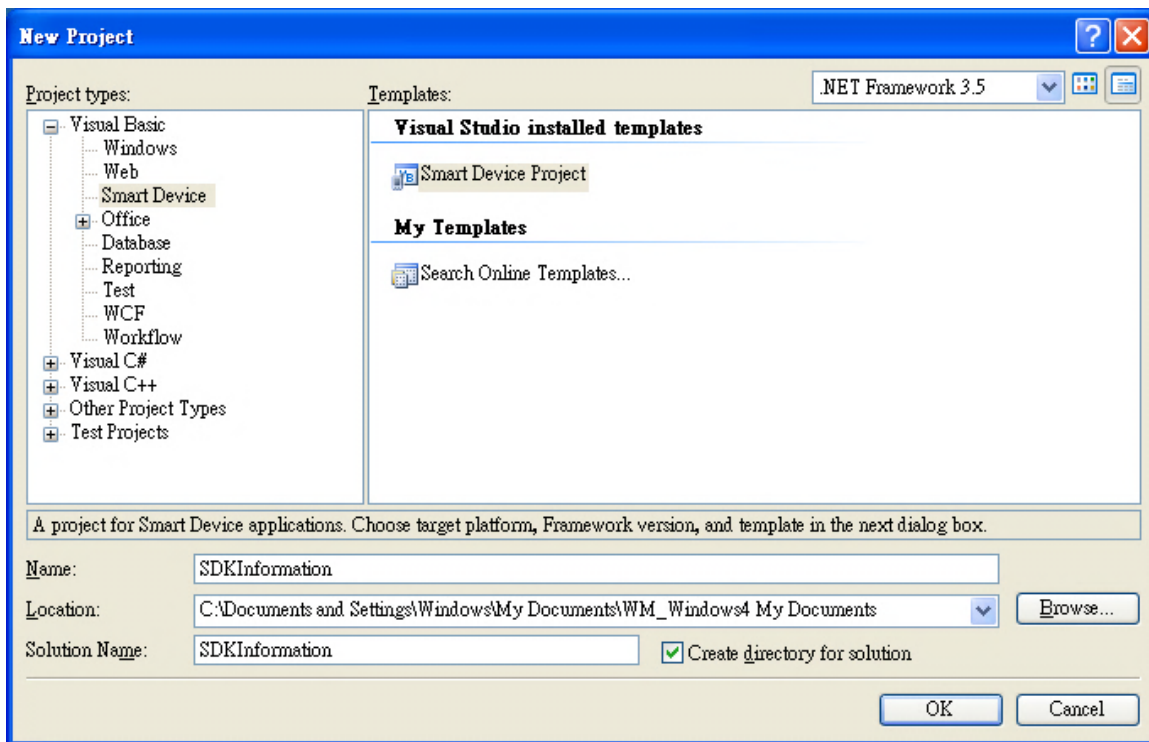 New Project
Project types:
Templates:
.NET Framework 3.5
Visual Basic
Windows
Web
Smart Device
Office
Database
Reporting
Test
WCF
Workflow
Visual C#
Visual C++
Other Project Types
Test Projects
Visual Studio installed templates
Smart Device Project
My Templates
Search Online Templates...
A project for Smart Device applications. Choose target platform, Framework version, and template in the next dialog box.
Name:
SDKInformation
Location:
C:\Documents and Settings\Windows\My Documents\WM_Windows4 My Documents
Browse...
Solution Name:
SDKInformation
Create directory for solution
OK
Cancel